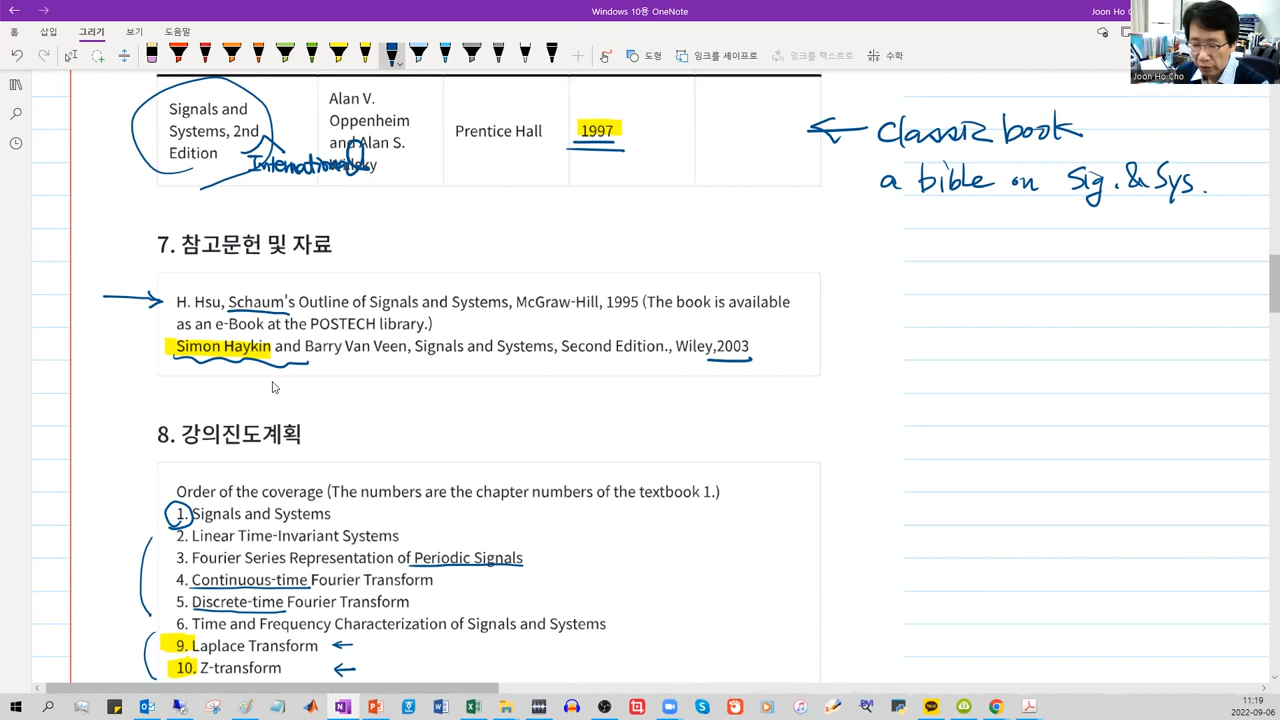 Windows 10용 OneNote
Joon Ho C
홈 삽입 그리기 보기 도움말
도형 잉크를 셰이프로 잉크를 텍스트로 수학
Joon Ho Cho
Signals and
Systems, 2nd
Edition
International
Alan V.
Oppenheim
and Alan S.
Prentice Hall
1997
classic book
a bible on Sig. & Sys.
7. 참고문헌 및 자료
H. Hsu, Schaum's Outline of Signals and Systems, McGraw-Hill, 1995 (The book is available
as an e-Book at the POSTECH library.)
Simon Haykin and Barry Van Veen, Signals and Systems, Second Edition., Wiley,2003
8. 강의진도계획
Order of the coverage (The numbers are the chapter numbers of the textbook 1.)
1. Signals and Systems
2. Linear Time-Invariant Systems
3. Fourier Series Representation of Periodic Signals
4. Continuous-time Fourier Transform
5. Discrete-time Fourier Transform
6. Time and Frequency Characterization of Signals and Systems
9. Laplace Transform
10. Z-transform
11:19
2022-09-06